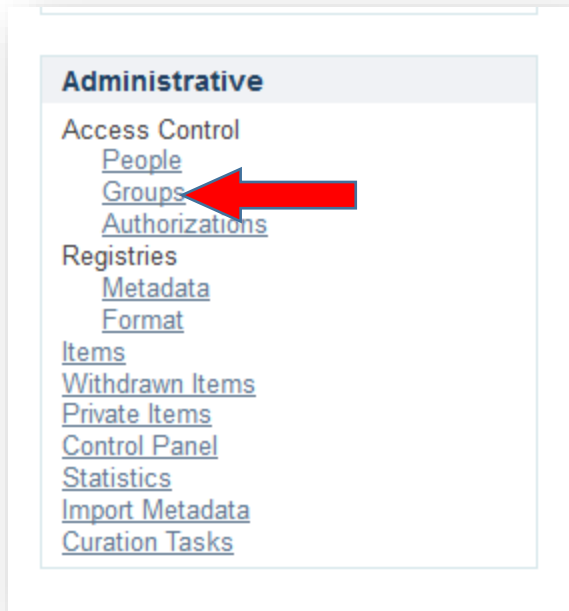 Administrative
Access Control
People
Groups
Authorizations
Registries
Metadata
Format
Items
Withdrawn Items
Private Items
Control Panel
Statistics
Import Metadata
Curation Tasks